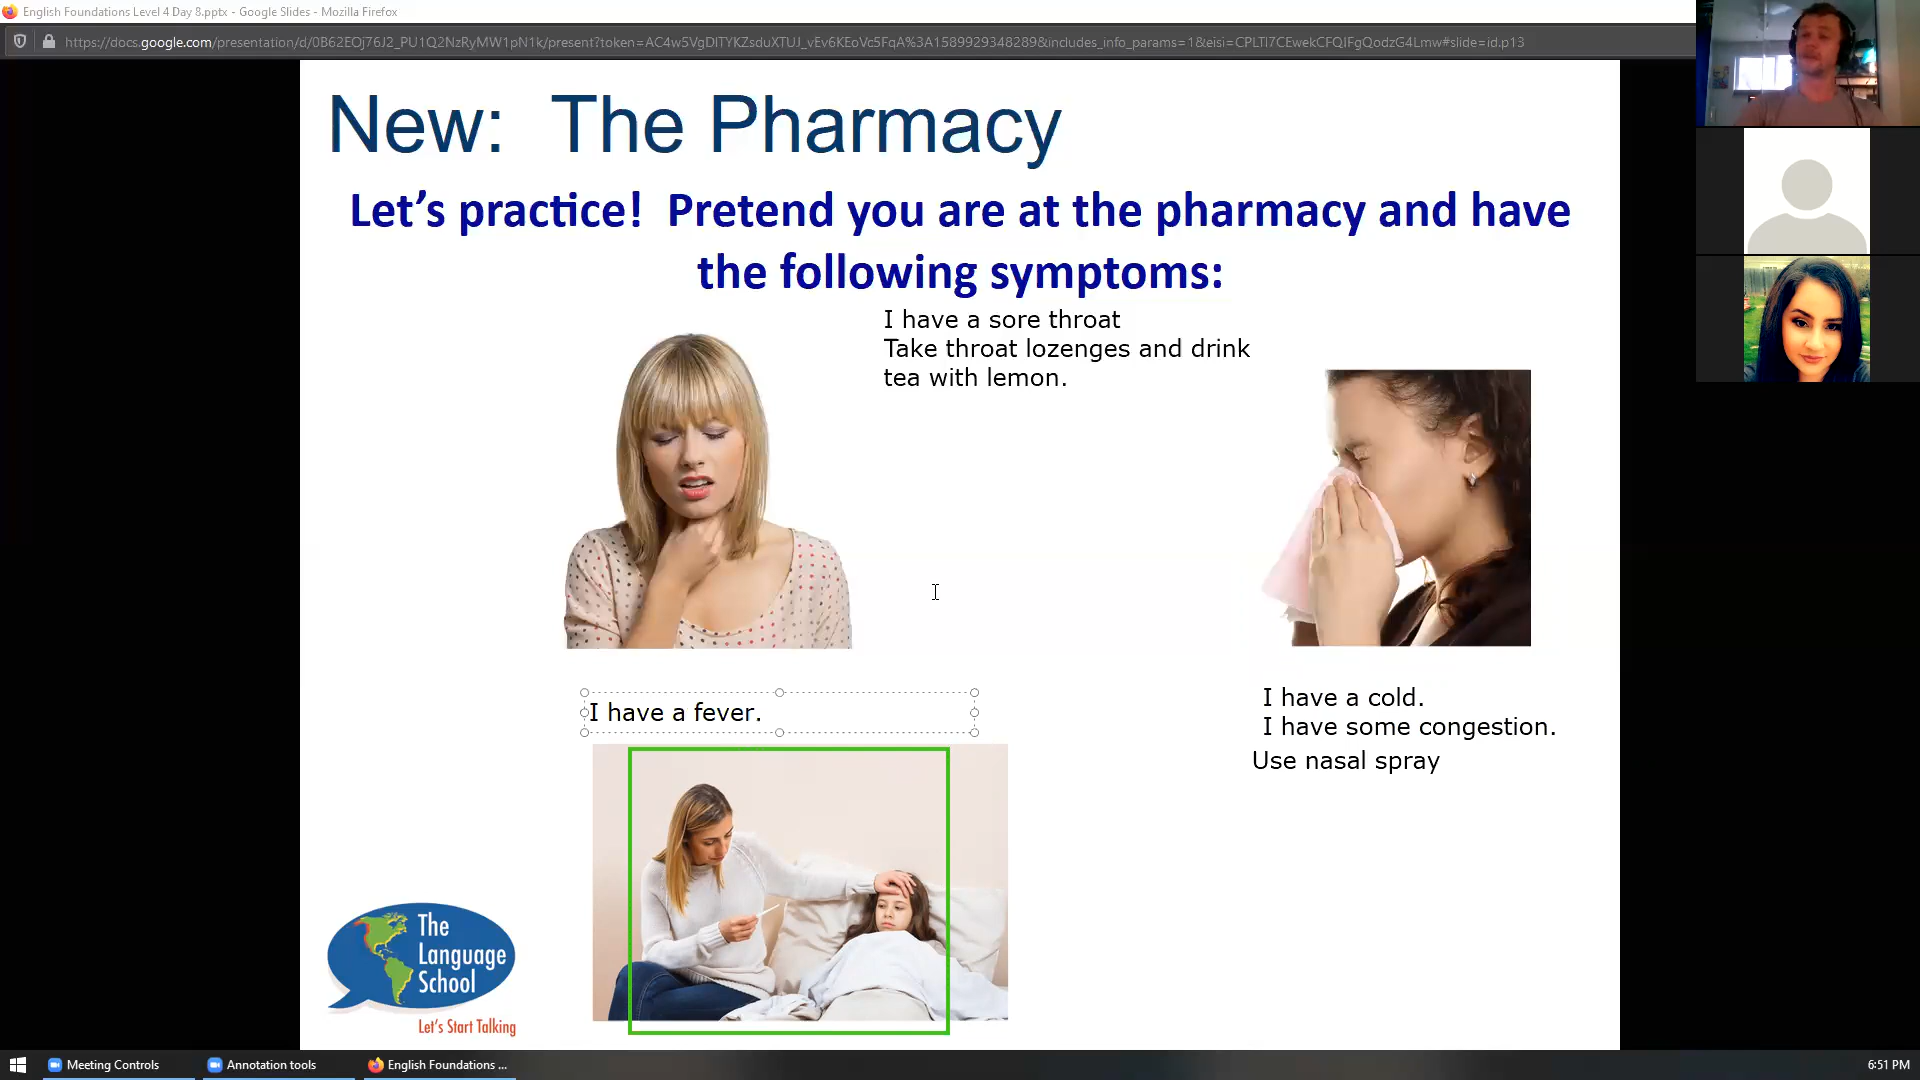 English Foundations Level 4 Day 8.pptx - Google Slides - Mozilla Firefox
https://docs.google.com/presentation/d/0B62EOj76J2_PU1Q2NzRyMW1pN1k/present?token=AC4w5VgDITYKZsduXTUJ_vEv6KEoVc5FqA%3A1589929348289&includes_info_params=1&eisi=CPLTl7CEwekCFQIFgQodzG4Lmw#slide=id.p13
New: The Pharmacy
Let's practice! Pretend you are at the pharmacy and have
the following symptoms:
I have a sore throat
Take throat lozenges and drink
tea with lemon.
I have a fever.
I have a cold.
I have some congestion.
Use nasal spray
The
Language
School
Let's Start Talking
Meeting Controls
Annotation tools
English Foundations ...
6:51 PM